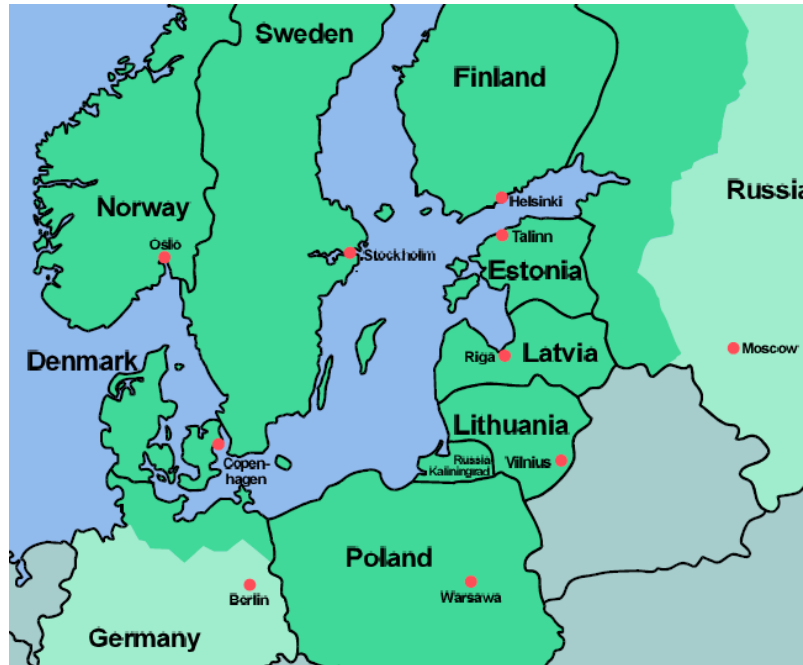 Sweden
Finland
Russia
Norway
Helsinki
Oslo
Talinn
Stockholm
Estonia
Denmark
Riga
Latvia
Moscow
Lithuania
Russia
Kaliningrad
Vilnius
Copen-
hagen
Poland
Berlin
Warsawa
Germany